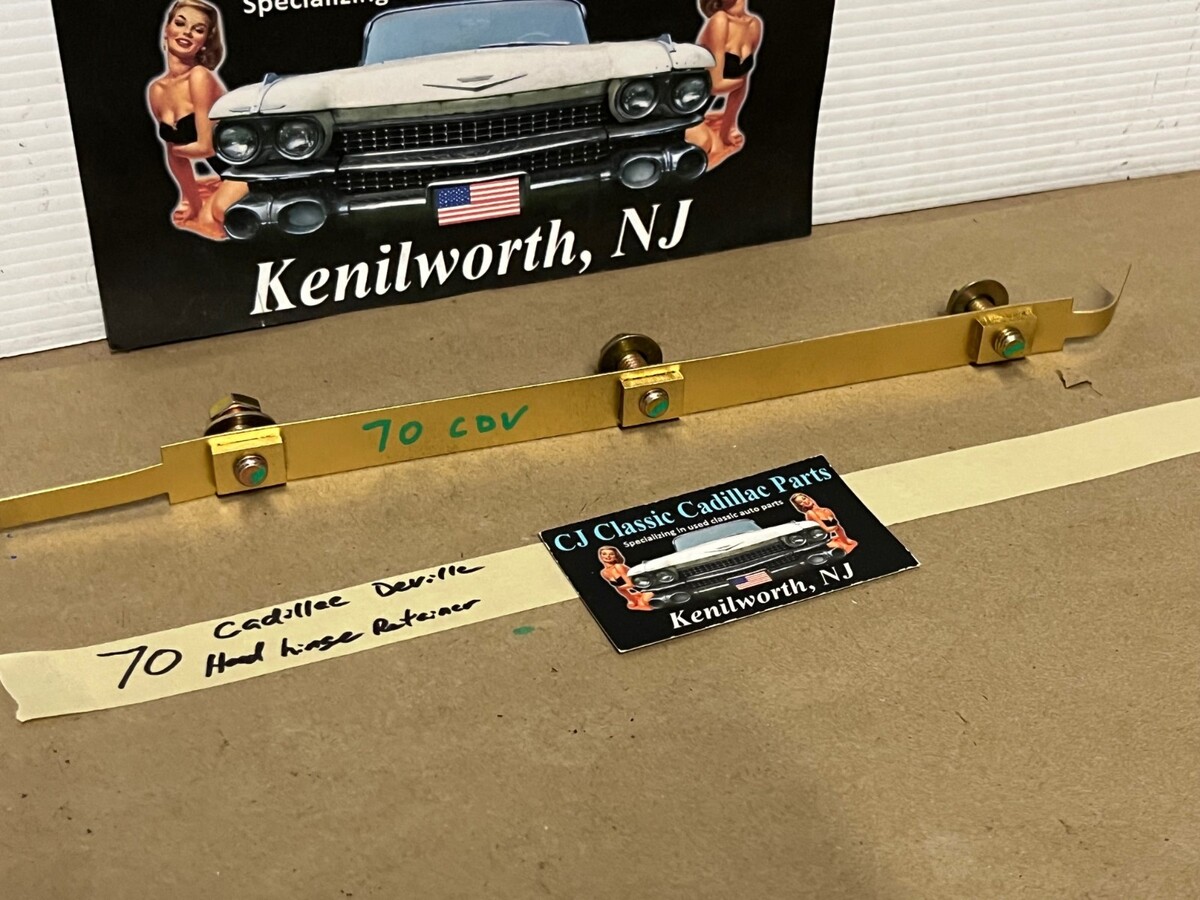 Specializing
Kenilworth, NJ
70 CDV
CJ Classic Cadillac Parts
Specializing in used classic auto parts
Kenilworth, NJ
70 Cadillac Deville
Hood hinge Retainer